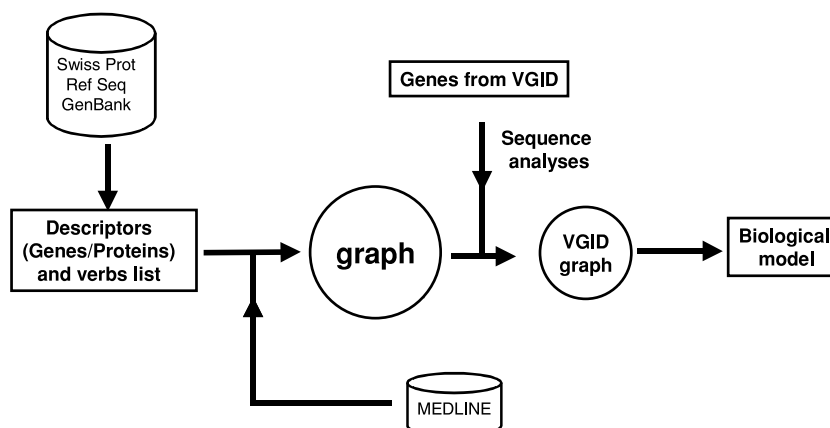 Swiss Prot
Ref Seq
GenBank
Genes from VGID
Sequence
analyses
Descriptors
(Genes/Proteins)
and verbs list
graph
VGID
graph
Biological
model
MEDLINE